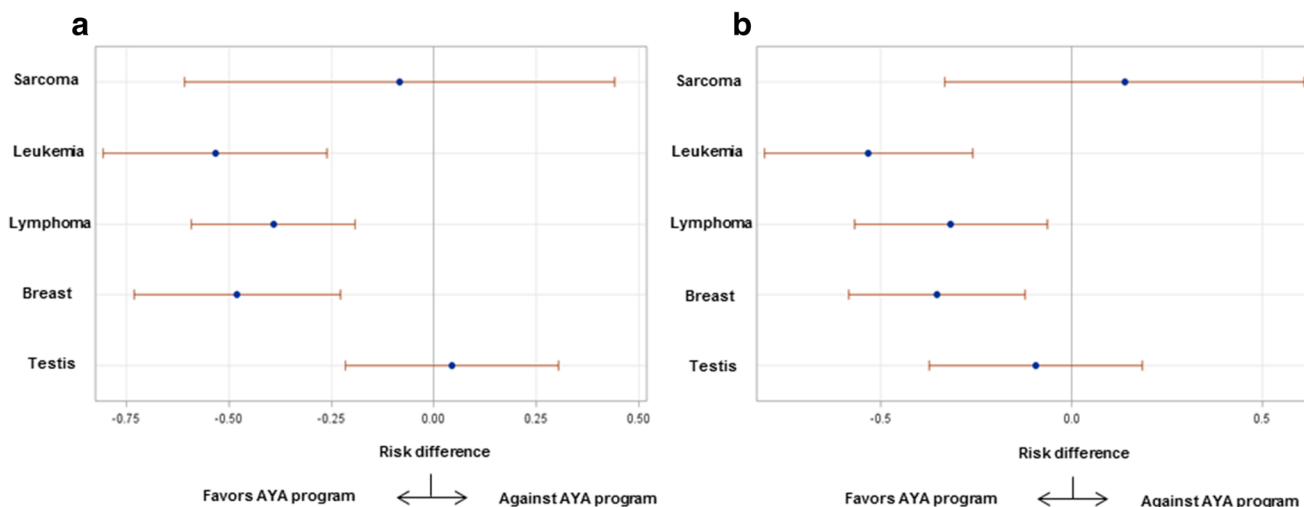 a
Sarcoma
Leukemia
Lymphoma
Breast
Testis
-0.75 -0.50 -0.25 0.00 0.25 0.50
Risk difference
Favors AYA program Against AYA program
b
Sarcoma
Leukemia
Lymphoma
Breast
Testis
-0.5 0.0 0.5
Risk difference
Favors AYA program Against AYA program